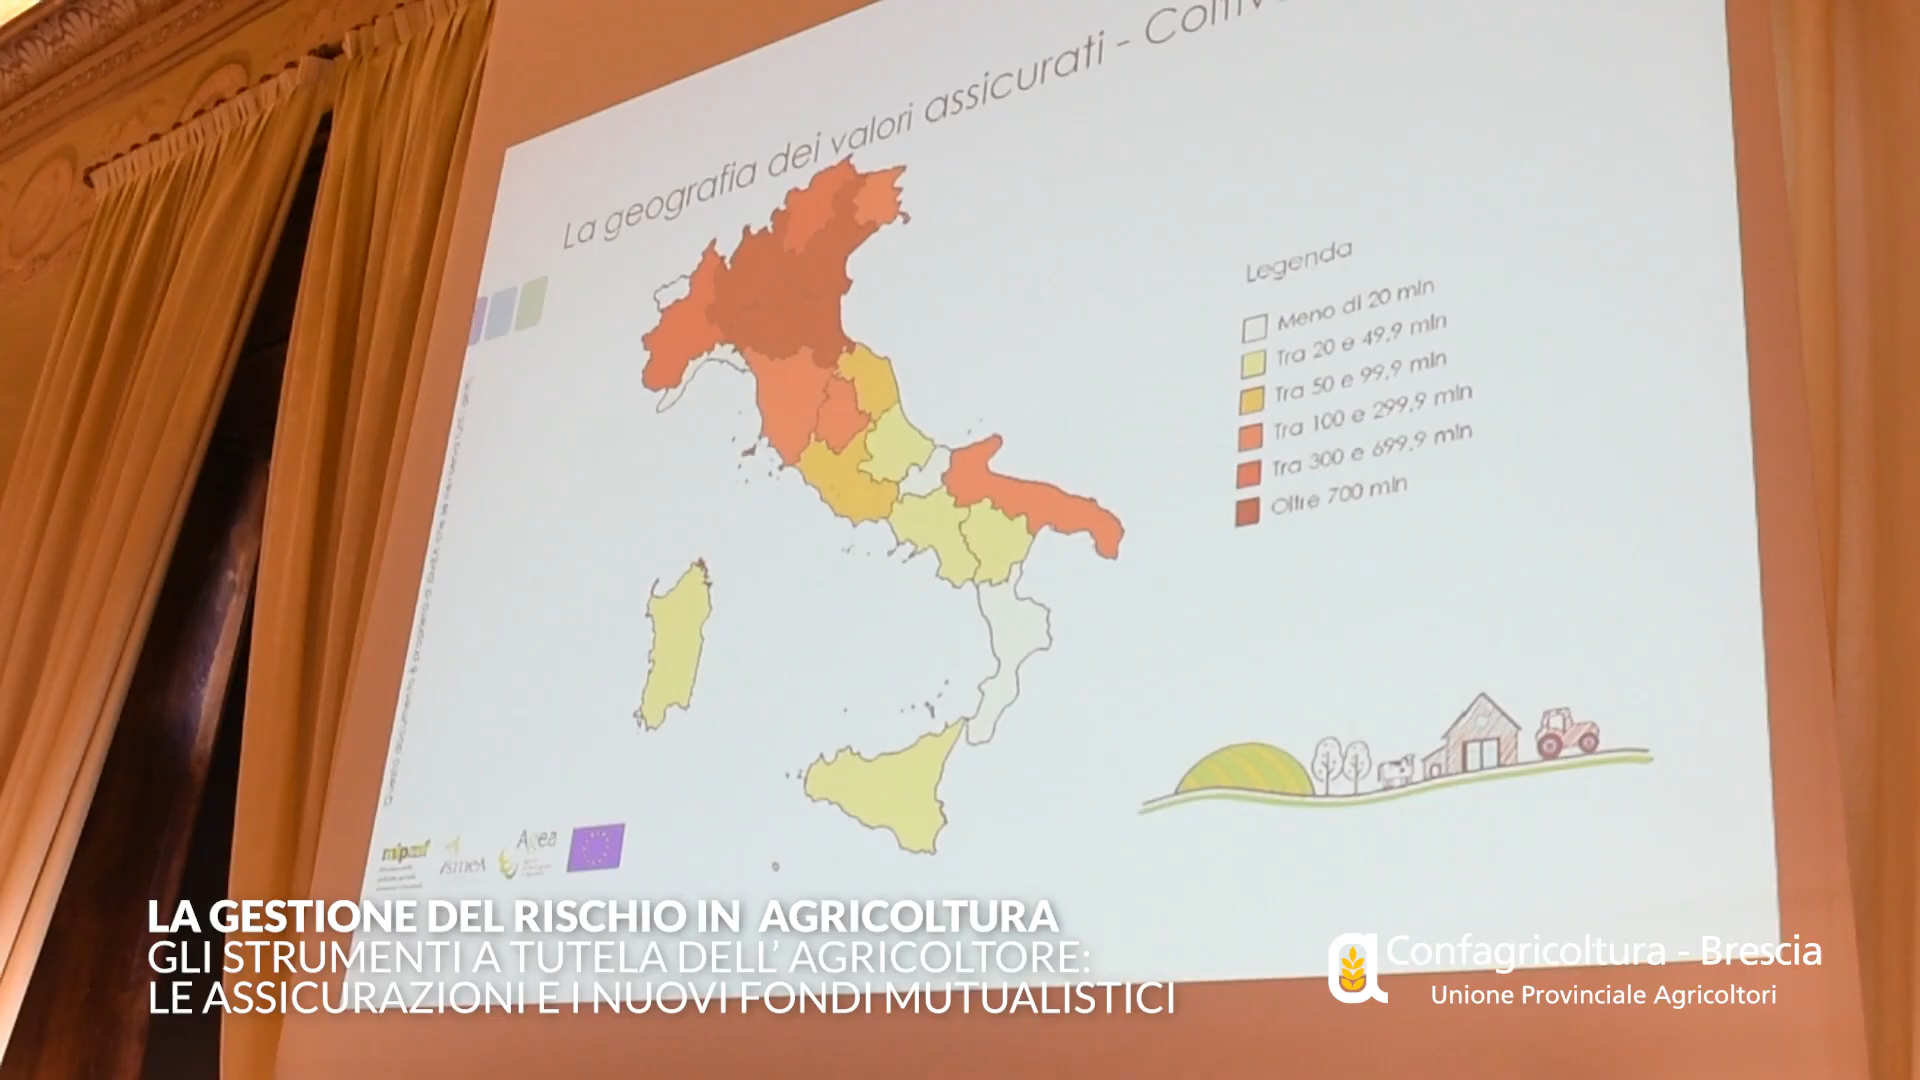 La geografia dei valori assicurati -
Legenda
Meno di 20 mln
Tra 20 e 49,9 mln
Tra 50 e 99,9 mln
Tra 100 e 299,9 mln
Tra 300 e 699,9 mln
Oltre 700 mln
mipaaf
ismea
Agea
LA GESTIONE DEL RISCHIO IN AGRICOLTURA
GLI STRUMENTI A TUTELA DELL' AGRICOLTORE:
LE ASSICURAZIONI E I NUOVI FONDI MUTUALISTICI
a Confagricoltura - Brescia
Unione Provinciale Agricoltori